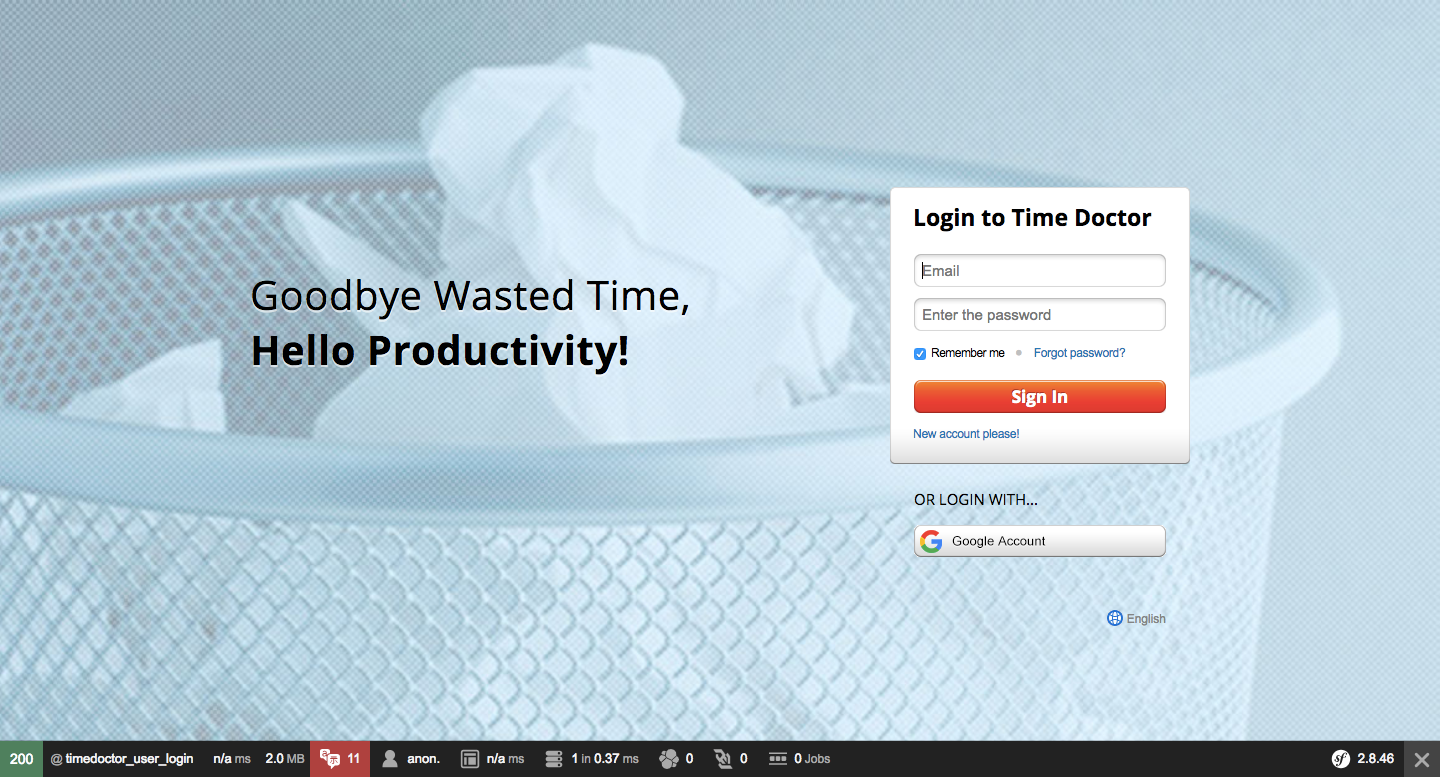 Goodbye Wasted Time,
Hello Productivity!
Login to Time Doctor
Email
Enter the password
Remember me • Forgot password?
Sign In
New account please!
OR LOGIN WITH...
Google Account
English
200 @ timedoctor_user_login n/a ms 2.0 MB 11 anon. n/a ms 1 in 0.37 ms 0 0 0 Jobs sf 2.8.46